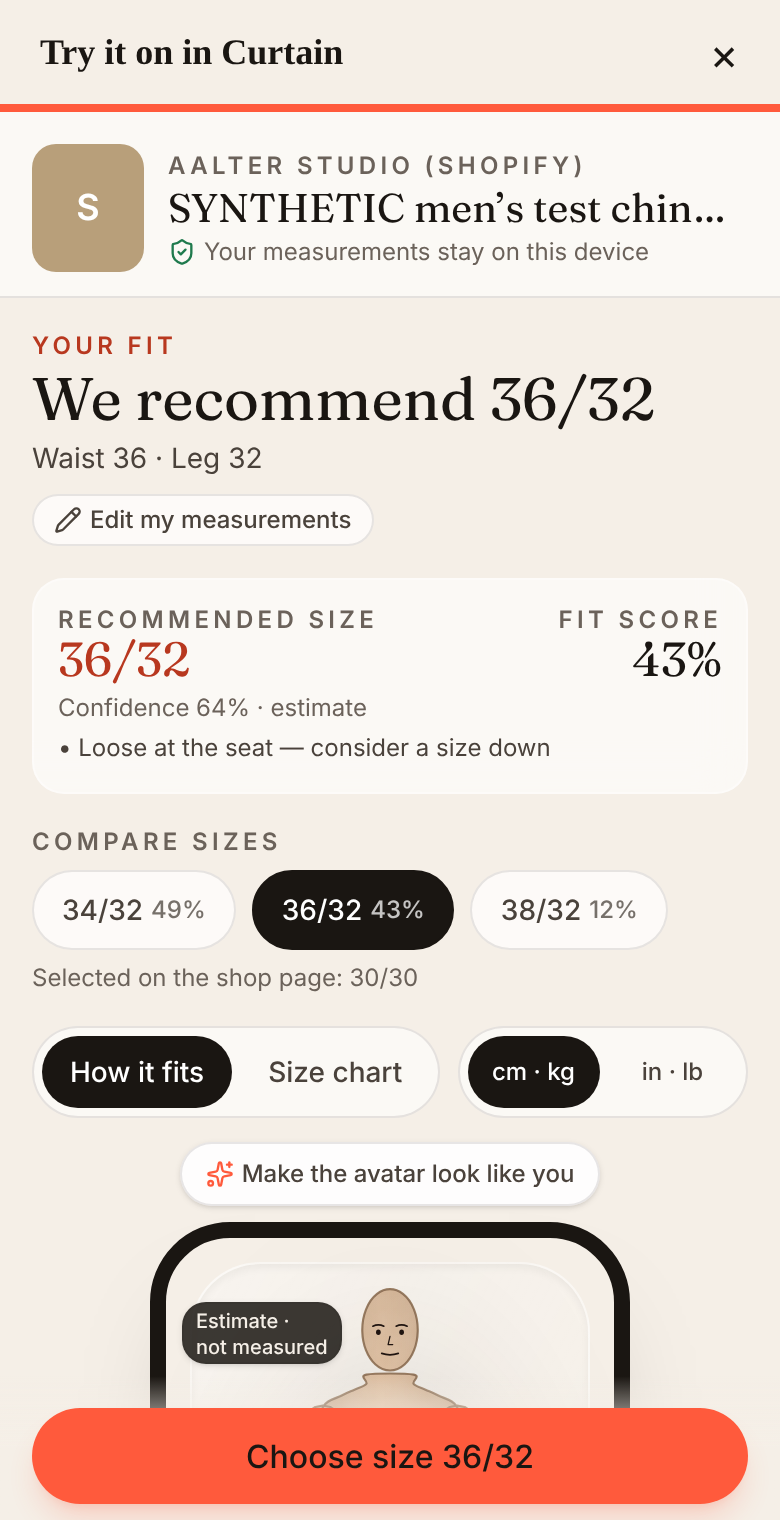 Try it on in Curtain
×
AALTER STUDIO (SHOPIFY)
S
SYNTHETIC men’s test chin...
Your measurements stay on this device
YOUR FIT
We recommend 36/32
Waist 36 · Leg 32
Edit my measurements
RECOMMENDED SIZE FIT SCORE
36/32 43%
Confidence 64% · estimate
• Loose at the seat — consider a size down
COMPARE SIZES
34/32 49% 36/32 43% 38/32 12%
Selected on the shop page: 30/30
How it fits Size chart cm · kg in · lb
Make the avatar look like you
Estimate ·
not measured
Choose size 36/32